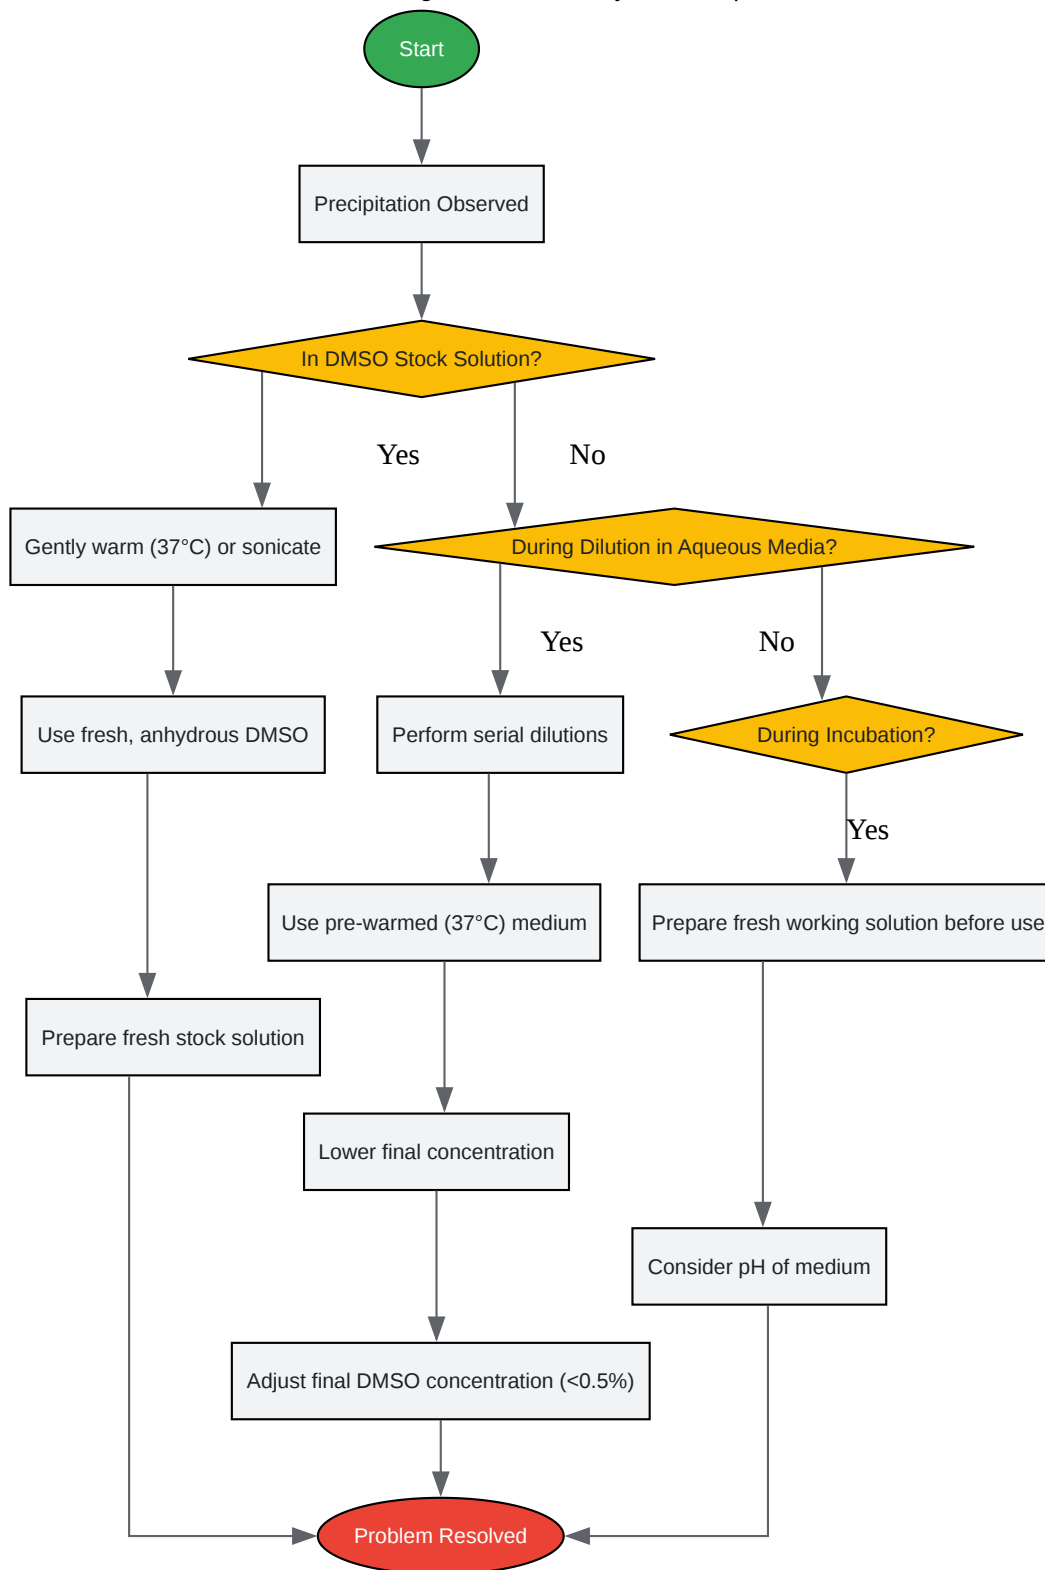 Start
Precipitation Observed
In DMSO Stock Solution?
Yes
No
Gently warm (37°C) or sonicate
During Dilution in Aqueous Media?
Yes
No
Use fresh, anhydrous DMSO
Perform serial dilutions
During Incubation?
Yes
Use pre-warmed (37°C) medium
Prepare fresh working solution before use
Prepare fresh stock solution
Lower final concentration
Consider pH of medium
Adjust final DMSO concentration (<0.5%)
Problem Resolved